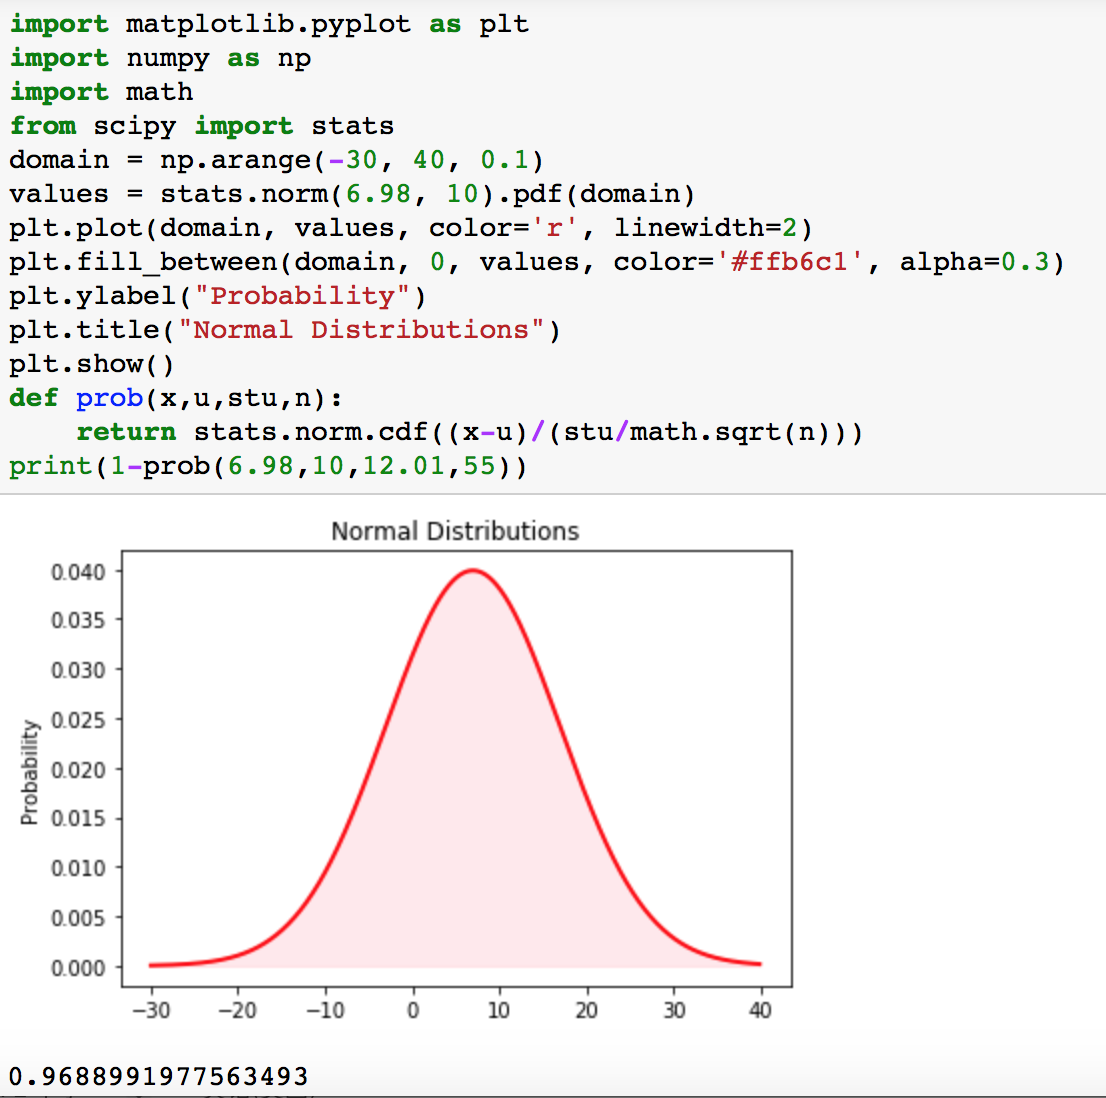 import matplotlib.pyplot as plt
import numpy as np
import math
from scipy import stats
domain = np.arange(-30, 40, 0.1)
values = stats.norm(6.98, 10).pdf(domain)
plt.plot(domain, values, color='r', linewidth=2)
plt.fill_between(domain, 0, values, color='#ffb6c1', alpha=0.3)
plt.ylabel("Probability")
plt.title("Normal Distributions")
plt.show()
def prob(x,u,stu,n):
    return stats.norm.cdf((x-u)/(stu/math.sqrt(n)))
print(1-prob(6.98,10,12.01,55))
Normal Distributions
0.040
0.035
0.030
0.025
0.020
0.015
0.010
0.005
0.000
Probability
−30 −20 −10 0 10 20 30 40
0.9688991977563493